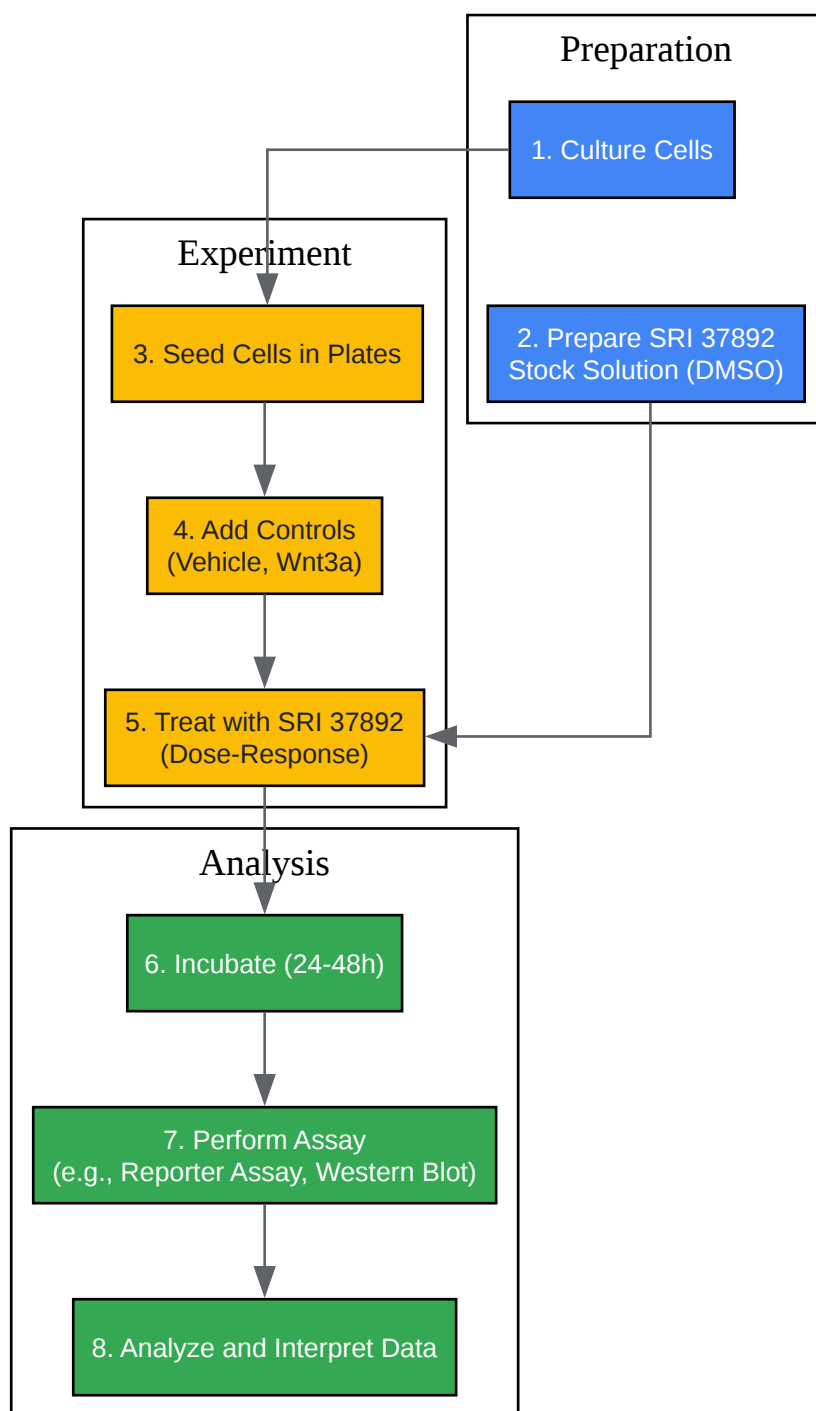 Preparation
1. Culture Cells
2. Prepare SRI 37892
Stock Solution (DMSO)
Experiment
3. Seed Cells in Plates
4. Add Controls
(Vehicle, Wnt3a)
5. Treat with SRI 37892
(Dose-Response)
Analysis
6. Incubate (24-48h)
7. Perform Assay
(e.g., Reporter Assay, Western Blot)
8. Analyze and Interpret Data